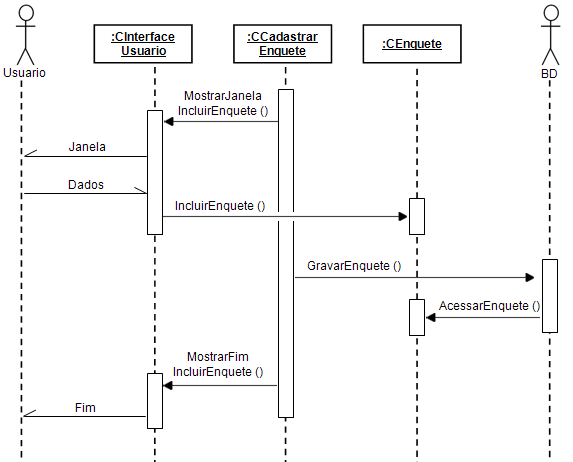 :CInterface
Usuario
:CCadastrar
Enquete
:CEnquete
Usuario
BD
MostrarJanela
IncluirEnquete ()
Janela
Dados
IncluirEnquete ()
GravarEnquete ()
AcessarEnquete ()
MostrarFim
IncluirEnquete ()
Fim